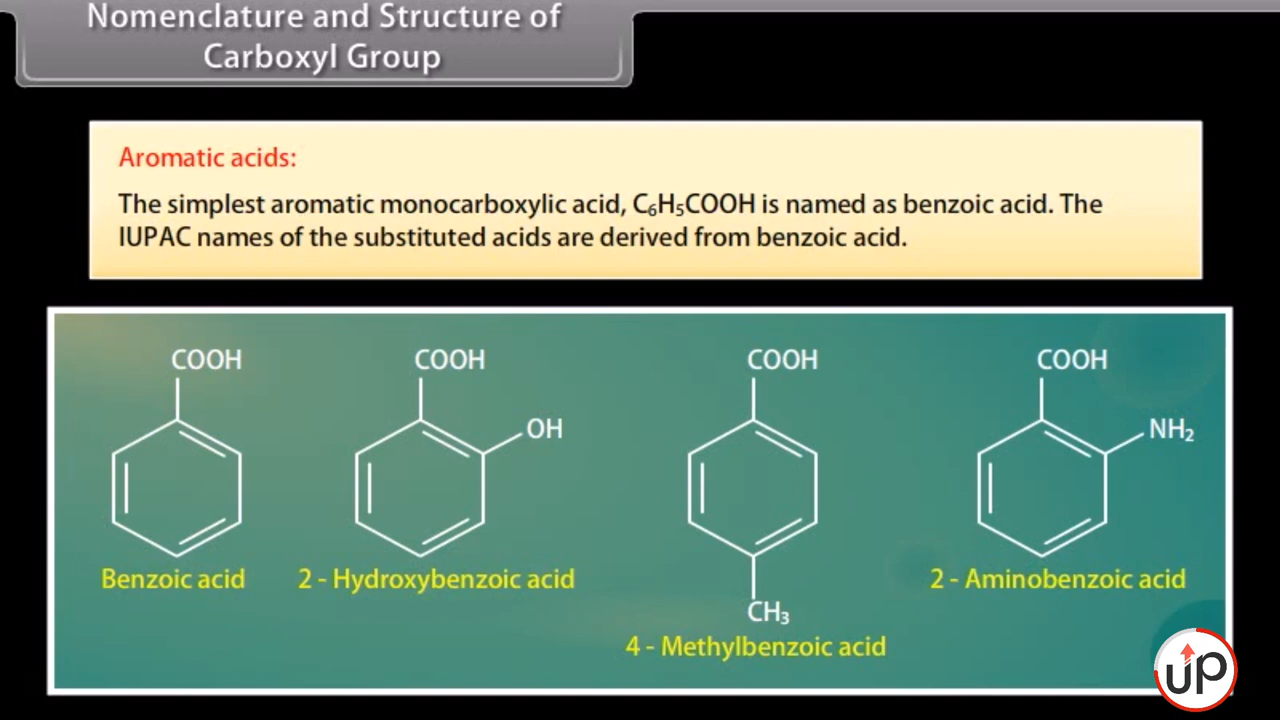 Nomenclature and Structure of
Carboxyl Group
Aromatic acids:
The simplest aromatic monocarboxylic acid, C₆H₅COOH is named as benzoic acid. The
IUPAC names of the substituted acids are derived from benzoic acid.
COOH
COOH
COOH
COOH
OH
NH₂
Benzoic acid
2 - Hydroxybenzoic acid
2 - Aminobenzoic acid
CH₃
4 - Methylbenzoic acid
UP